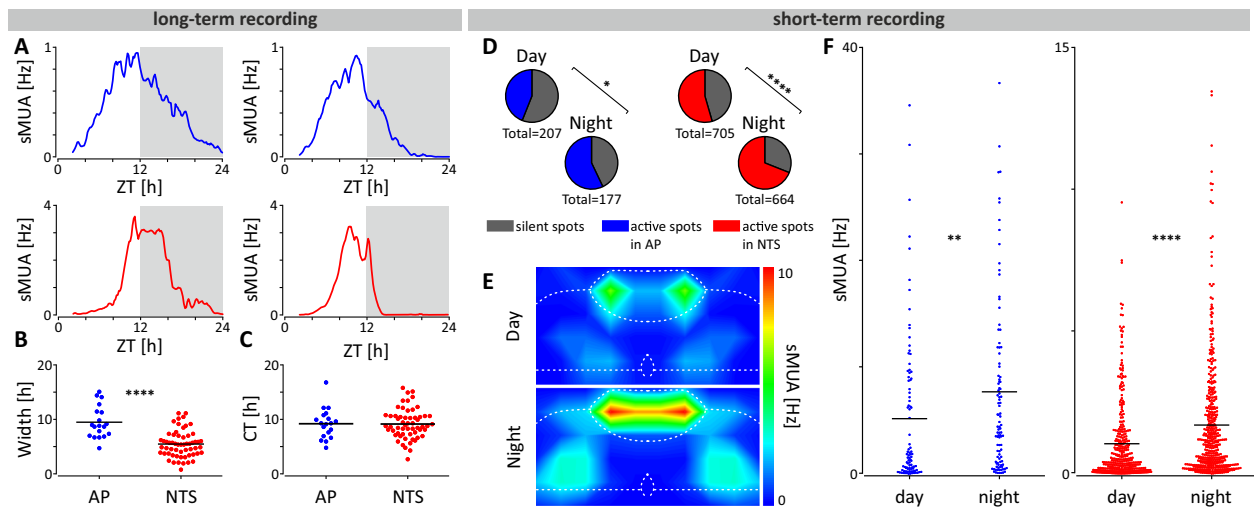 long-term recording
short-term recording
A
sMUA [Hz]
1
0
0
12
24
ZT [h]
sMUA [Hz]
1
0
0
12
24
ZT [h]
sMUA [Hz]
4
0
0
12
24
ZT [h]
sMUA [Hz]
4
0
0
12
24
ZT [h]
B
Width [h]
20
10
0
****
AP
NTS
C
CT [h]
20
10
0
AP
NTS
D
Day
Total=207
*
Night
Total=177
Day
Total=705
****
Night
Total=664
silent spots
active spots
in AP
active spots
in NTS
E
Day
Night
10
0
sMUA [Hz]
F
sMUA [Hz]
40
0
**
day
night
15
0
****
day
night